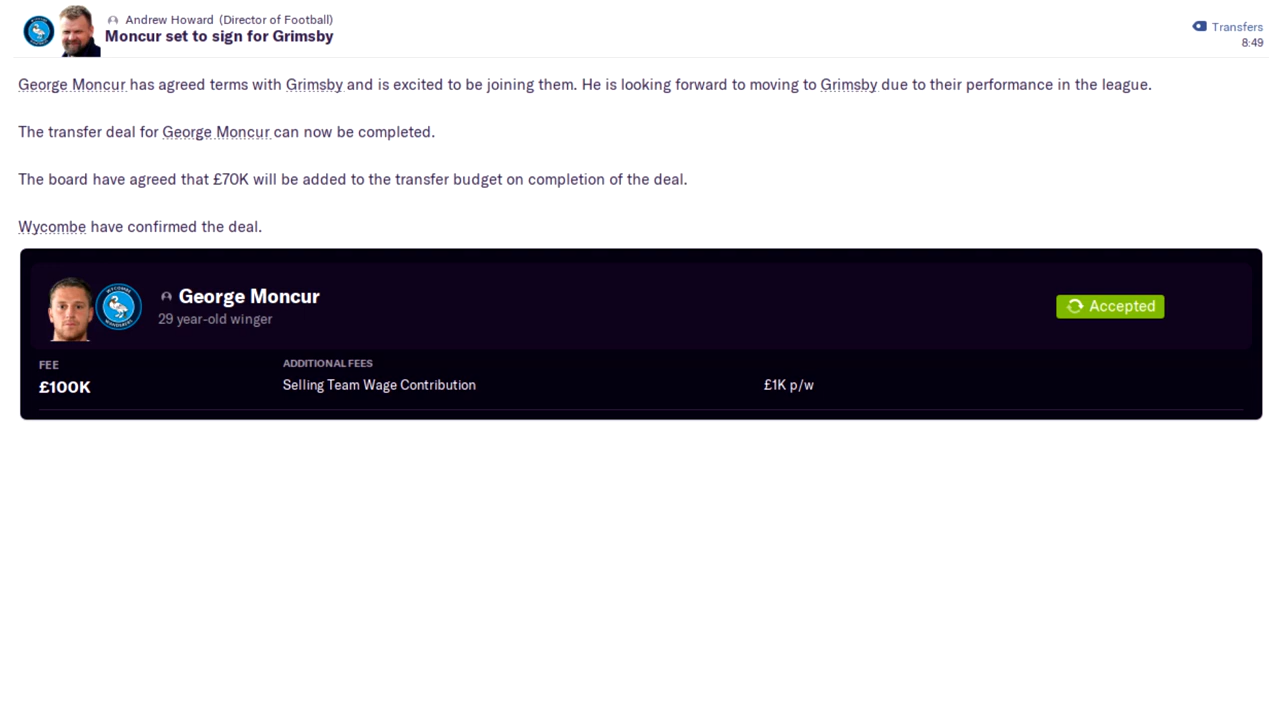 Andrew Howard (Director of Football)
Moncur set to sign for Grimsby
Transfers
8:49
George Moncur has agreed terms with Grimsby and is excited to be joining them. He is looking forward to moving to Grimsby due to their performance in the league.
The transfer deal for George Moncur can now be completed.
The board have agreed that £70K will be added to the transfer budget on completion of the deal.
Wycombe have confirmed the deal.
George Moncur
29 year-old winger
Accepted
FEE
ADDITIONAL FEES
£100K
Selling Team Wage Contribution
£1K p/w